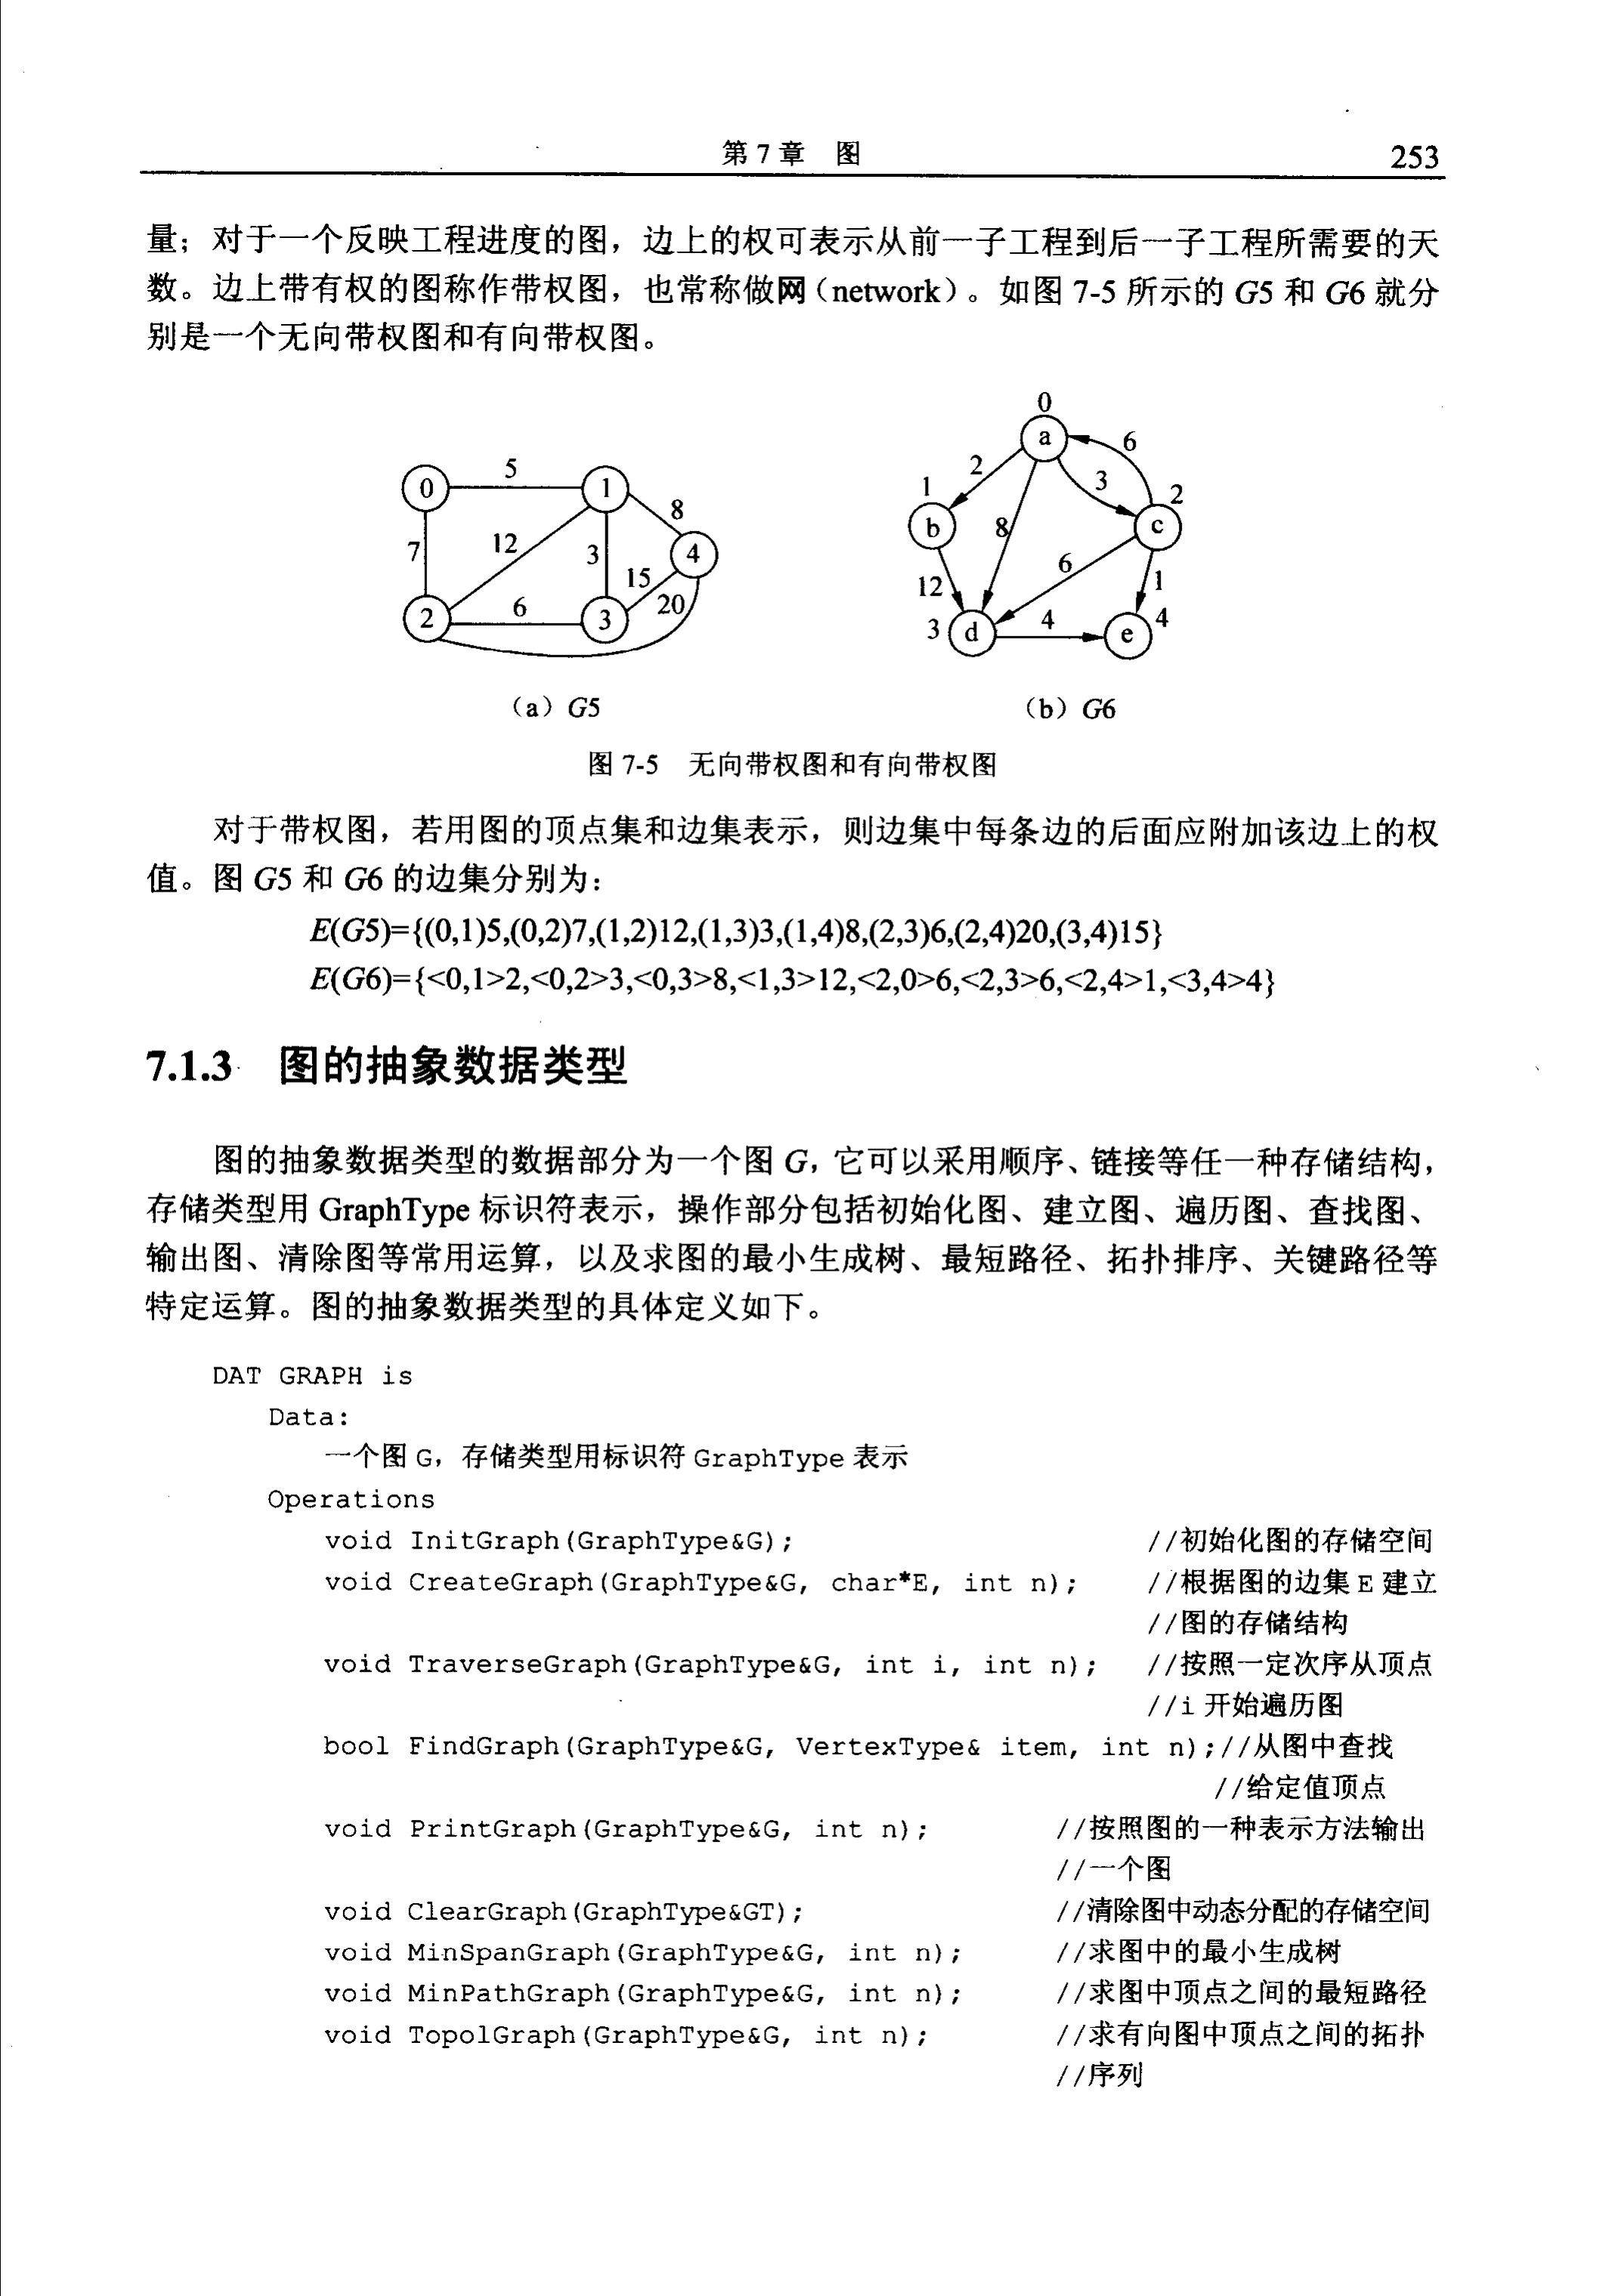 第 7 章　图
253
量；对于一个反映工程进度的图，边上的权可表示从前一子工程到后一子工程所需要的天
数。边上带有权的图称作带权图，也常称做网（network）。如图 7-5 所示的 G5 和 G6 就分
别是一个无向带权图和有向带权图。
0
1
2
3
4
5
7
12
3
8
15
6
20
0
a
6
2
3
1
b
8
2
c
12
6
1
3
d
4
e
4
（a）G5
（b）G6
图 7-5　无向带权图和有向带权图
对于带权图，若用图的顶点集和边集表示，则边集中每条边的后面应附加该边上的权
值。图 G5 和 G6 的边集分别为：
E(G5)={(0,1)5,(0,2)7,(1,2)12,(1,3)3,(1,4)8,(2,3)6,(2,4)20,(3,4)15}
E(G6)={<0,1>2,<0,2>3,<0,3>8,<1,3>12,<2,0>6,<2,3>6,<2,4>1,<3,4>4}
7.1.3　图的抽象数据类型
图的抽象数据类型的数据部分为一个图 G，它可以采用顺序、链接等任一种存储结构，
存储类型用 GraphType 标识符表示，操作部分包括初始化图、建立图、遍历图、查找图、
输出图、清除图等常用运算，以及求图的最小生成树、最短路径、拓扑排序、关键路径等
特定运算。图的抽象数据类型的具体定义如下。
DAT GRAPH is
Data:
一个图 G，存储类型用标识符 GraphType 表示
Operations
void InitGraph(GraphType&G); //初始化图的存储空间
void CreateGraph(GraphType&G, char*E, int n); //根据图的边集 E 建立
//图的存储结构
void TraverseGraph(GraphType&G, int i, int n); //按照一定次序从顶点
//i 开始遍历图
bool FindGraph(GraphType&G, VertexType& item, int n);//从图中查找
//给定值顶点
void PrintGraph(GraphType&G, int n); //按照图的一种表示方法输出
//一个图
void ClearGraph(GraphType&GT); //清除图中动态分配的存储空间
void MinSpanGraph(GraphType&G, int n); //求图中的最小生成树
void MinPathGraph(GraphType&G, int n); //求图中顶点之间的最短路径
void TopolGraph(GraphType&G, int n); //求有向图中顶点之间的拓扑
//序列